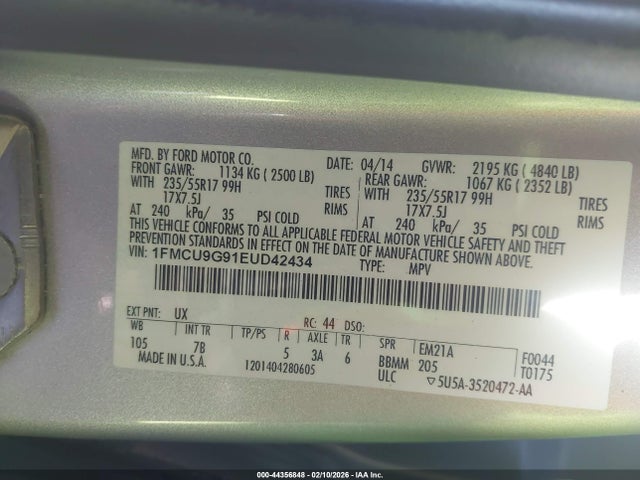 MFD. BY FORD MOTOR CO.
DATE: 04/14 GVWR: 2195 KG ( 4840 LB)
FRONT GAWR: 1134 KG ( 2500 LB) REAR GAWR: 1067 KG ( 2352 LB)
WITH 235/55R17 99H TIRES WITH 235/55R17 99H TIRES
17X7.5J RIMS 17X7.5J RIMS
AT 240 kPa/ 35 PSI COLD AT 240 kPa/ 35 PSI COLD
THIS VEHICLE CONFORMS TO ALL APPLICABLE FEDERAL MOTOR VEHICLE SAFETY AND THEFT
PREVENTION STANDARDS IN EFFECT ON THE DATE OF MANUFACTURE SHOWN ABOVE.
VIN: 1FMCU9G91EUD42434 TYPE: MPV
EXT PNT: UX RC: 44 DSO:
WB INT TR TP/PS R AXLE TR SPR EM21A F0044
105 7B 5 3A 6 BBMM 205 T0175
MADE IN U.S.A. 1201404280605 ULC ▽5U5A-3520472-AA
000-44356848 - 02/10/2026 - IAA Inc.